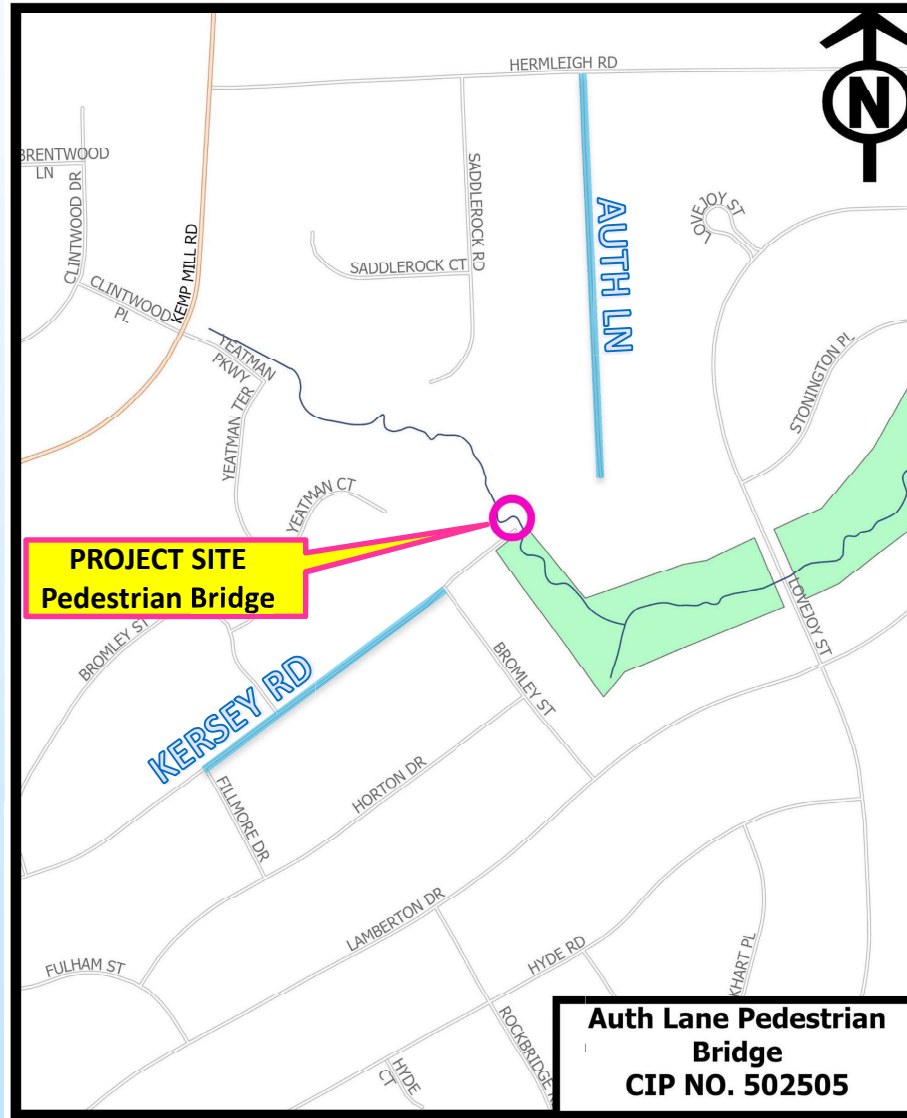 HERMLEIGH RD
N
BRENTWOOD
LN
CLINTWOOD DR
SADDLEROCK RD
AUTH LN
LOVEJOY ST
KEMP MILL RD
SADDLEROCK CT
CLINTWOOD
PL
YEATMAN
PKWY
STONINGTON PL
YEATMAN TER
YEATMAN CT
PROJECT SITE
Pedestrian Bridge
LOVEJOY ST
BROMLEY ST
BROMLEY ST
KERSEY RD
HORTON DR
FILLMORE DR
LAMBERTON DR
HYDE RD
FULHAM ST
KHART PL
ROCKBRIDGE
HYDE
CT
Auth Lane Pedestrian
Bridge
CIP NO. 502505